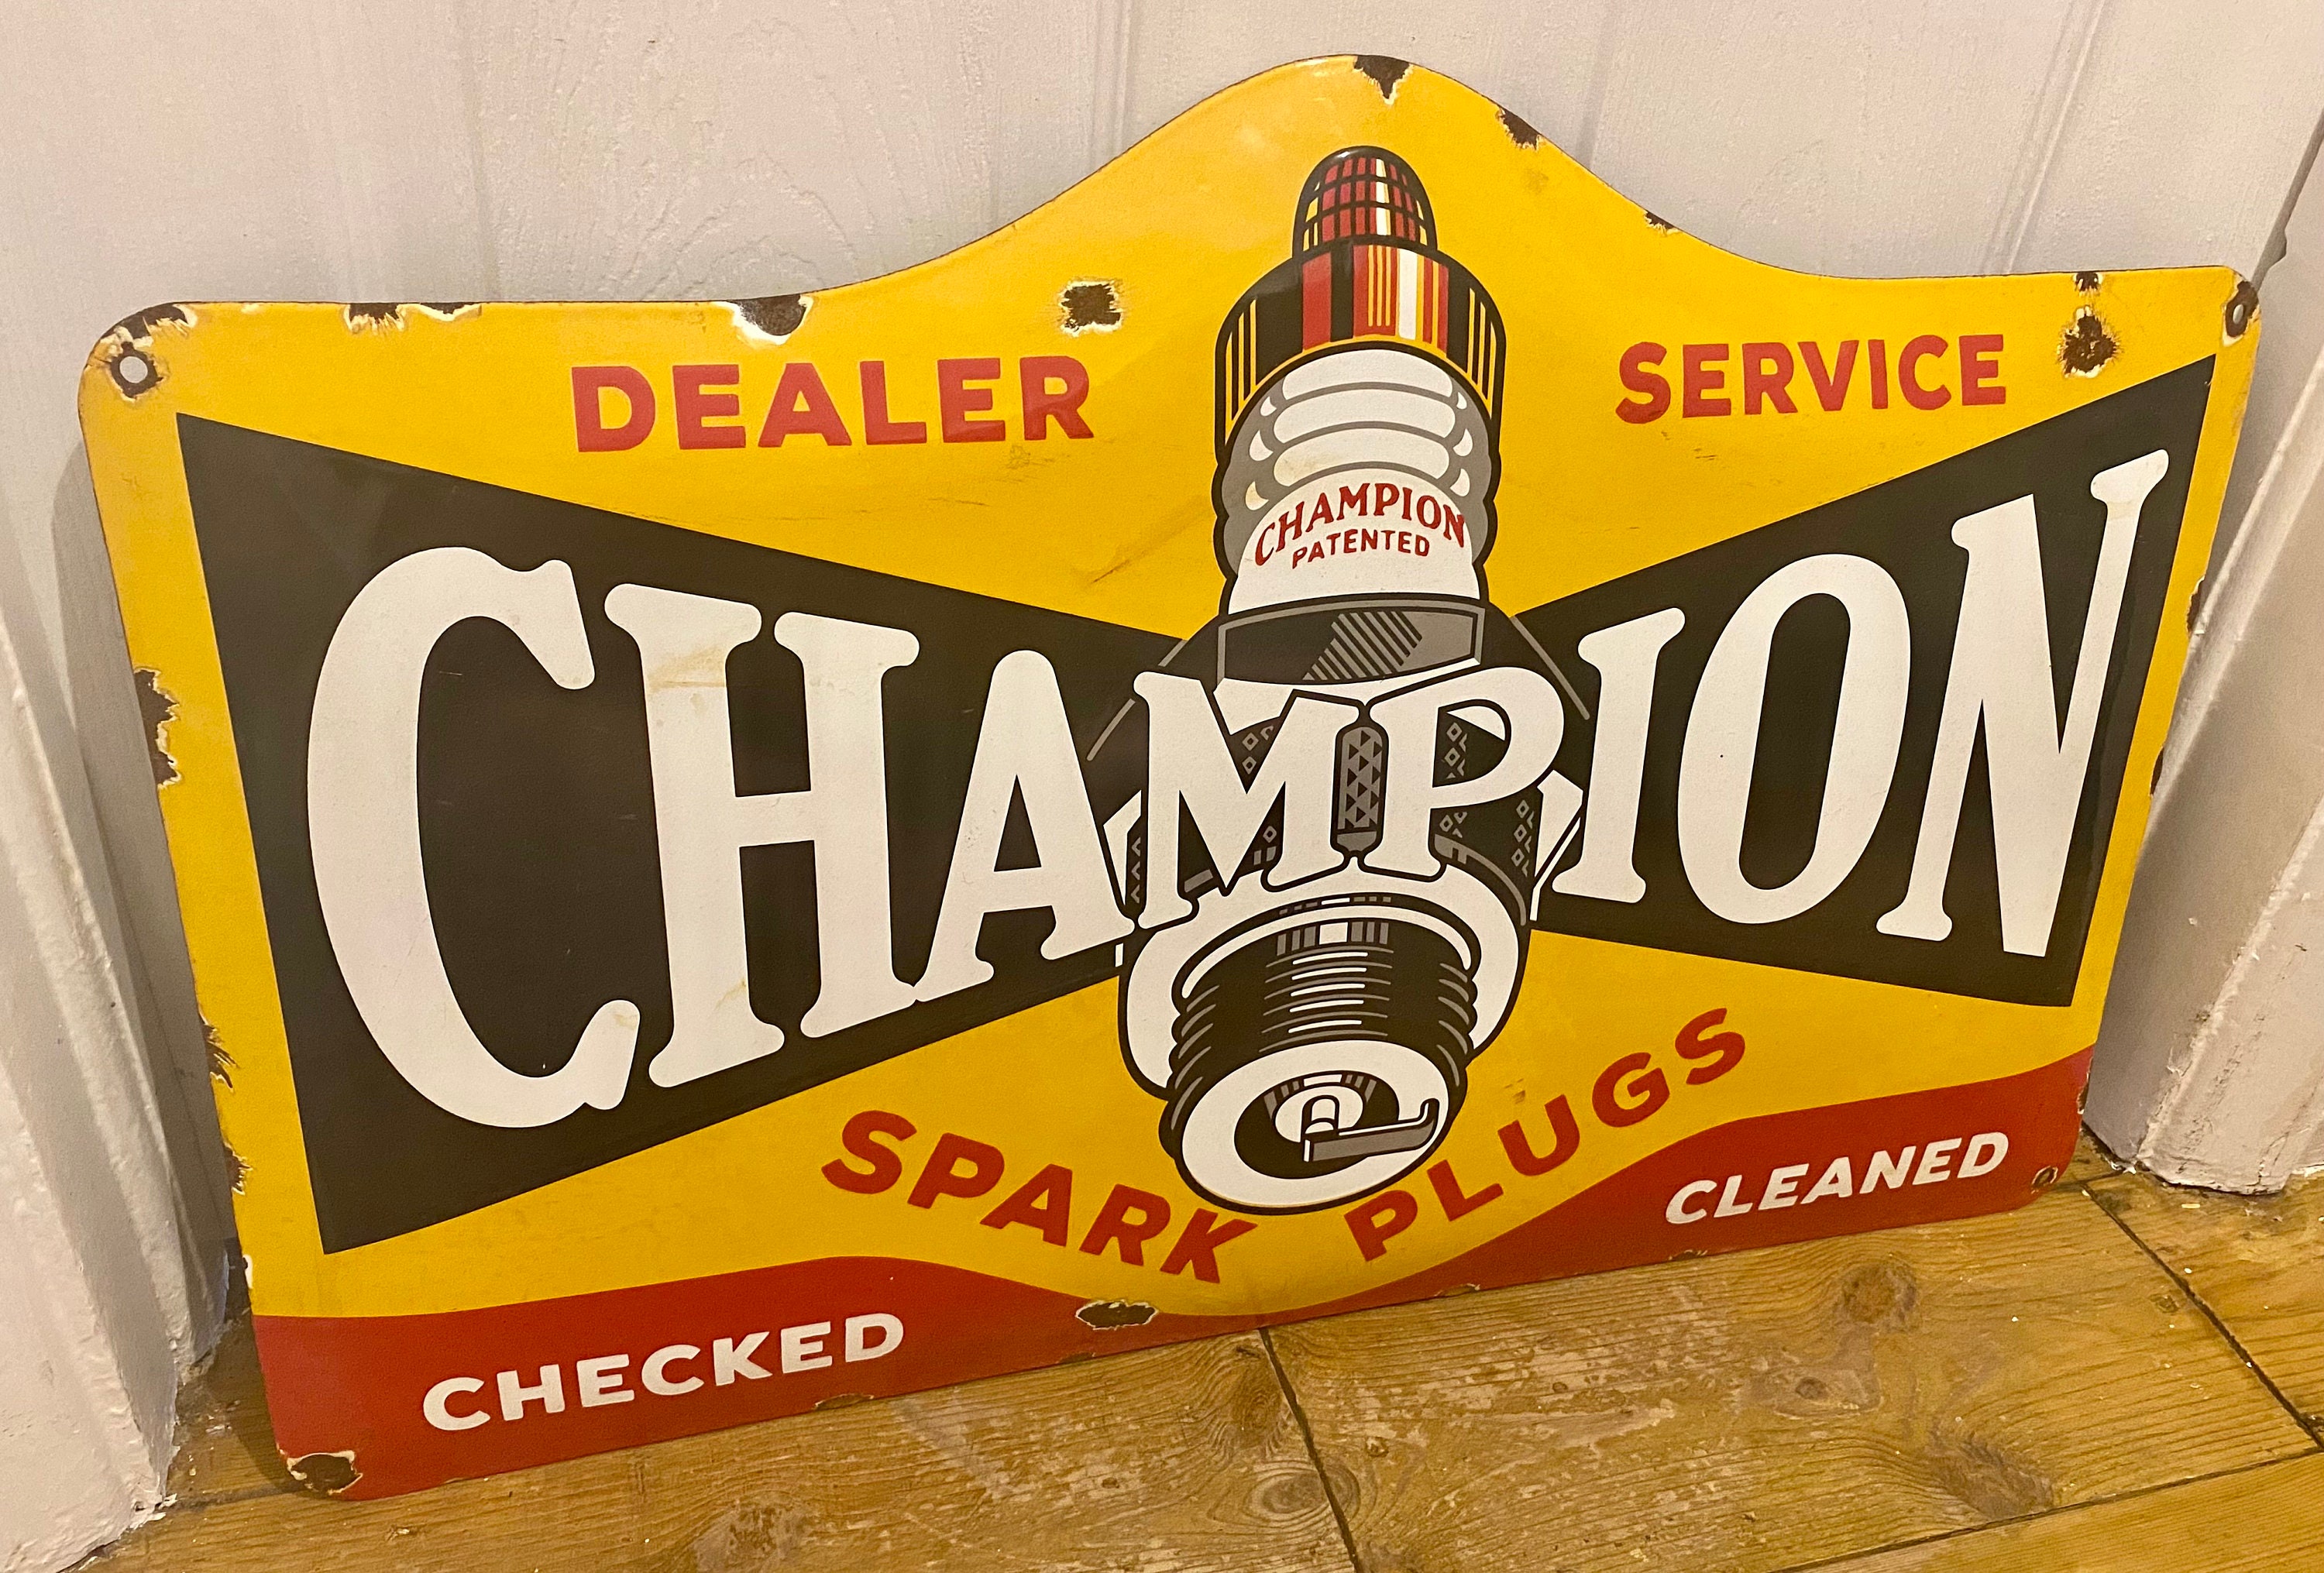 DEALER SERVICE
CHAMPION
PATENTED
CHAMPION
SPARK PLUGS
CHECKED CLEANED